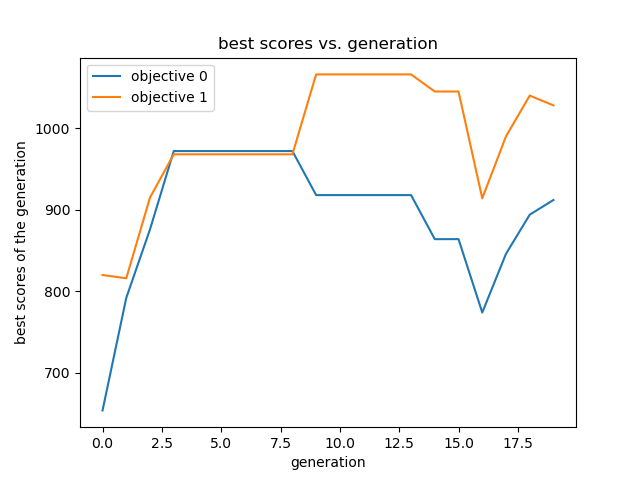 best scores vs. generation
objective 0
objective 1
best scores of the generation
1000
900
800
700
0.0 2.5 5.0 7.5 10.0 12.5 15.0 17.5
generation